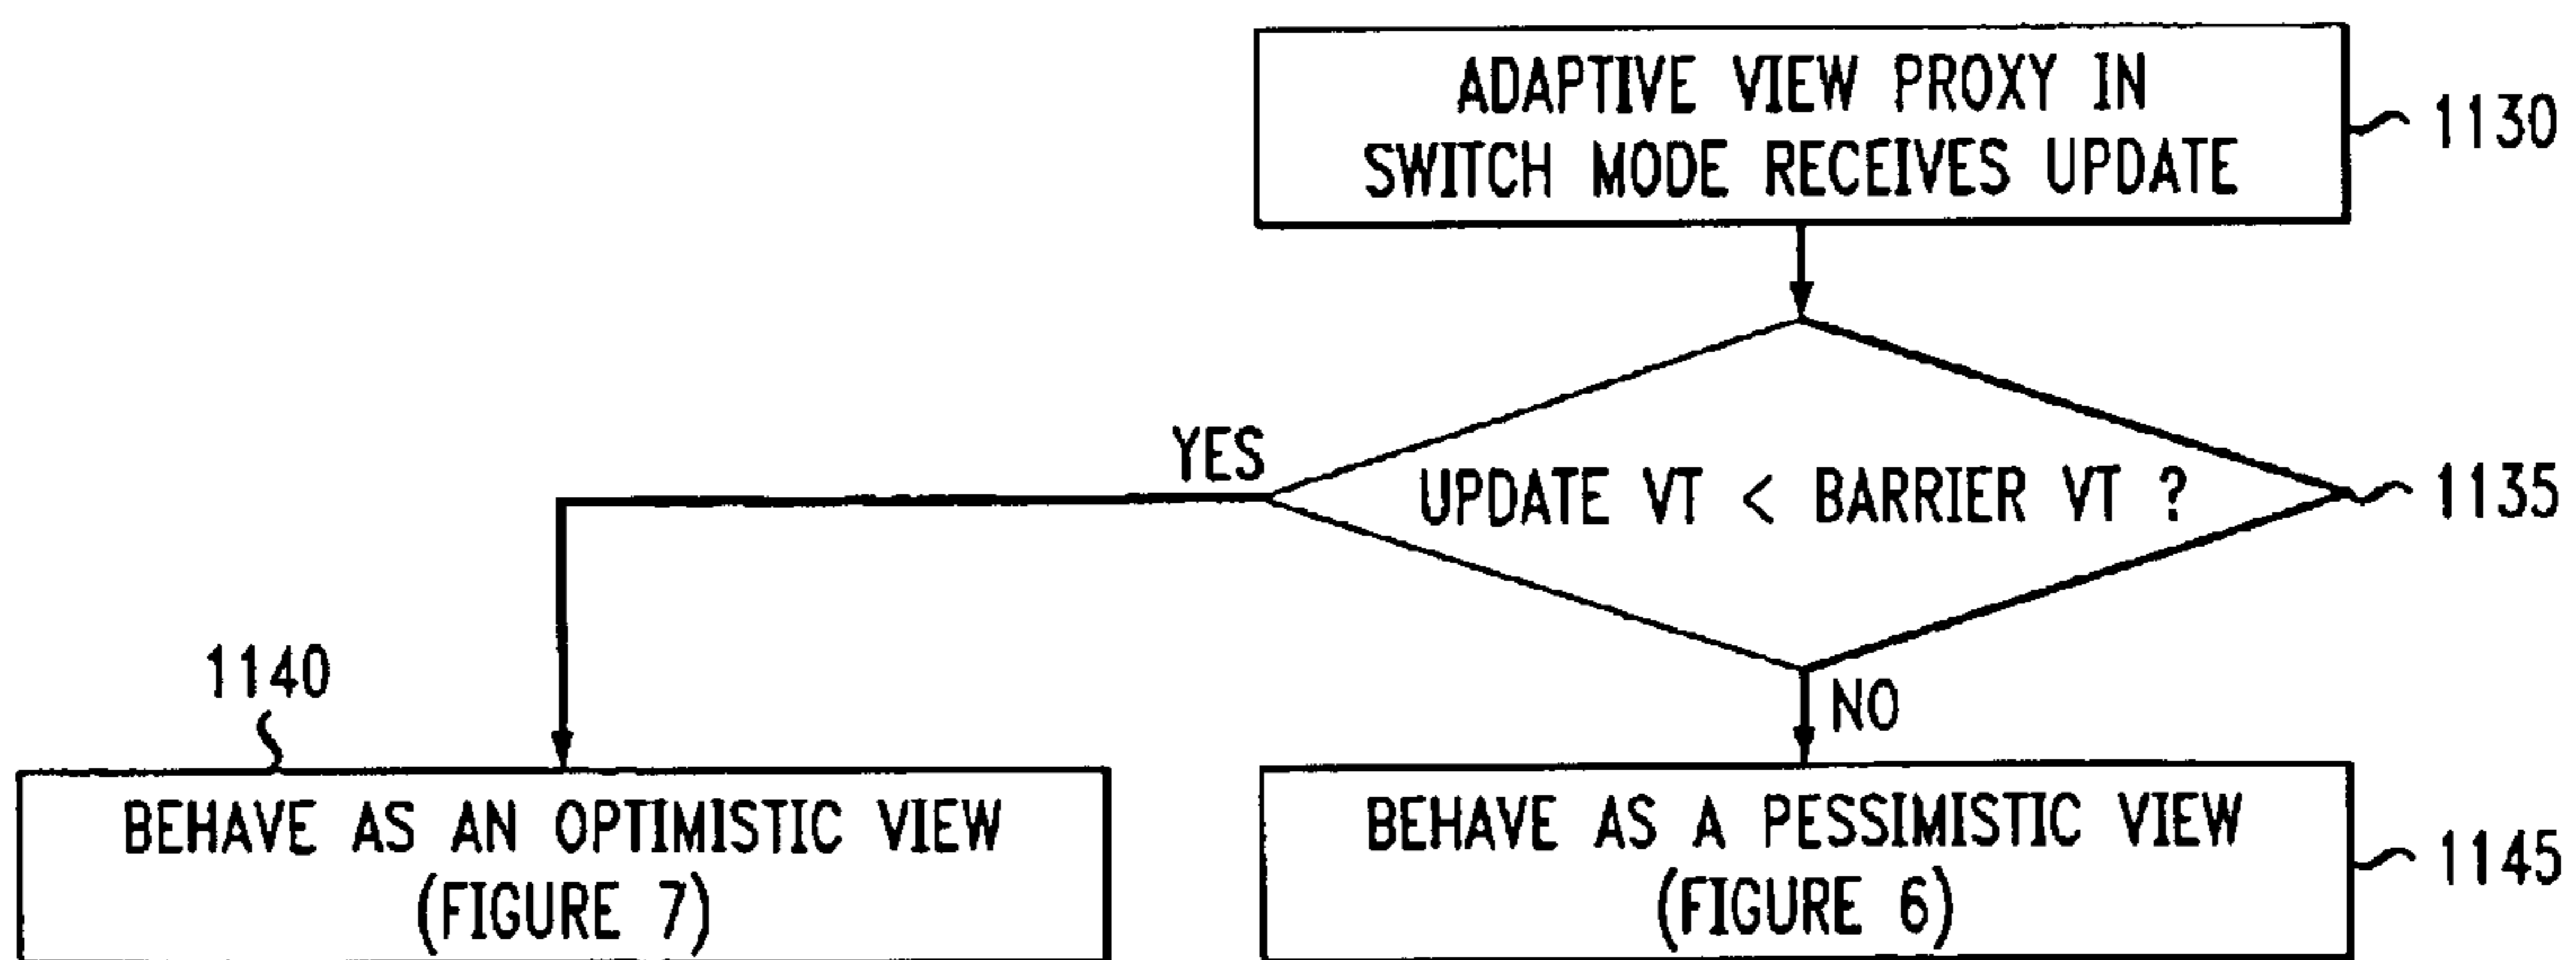 ADAPTIVE VIEW PROXY IN
SWITCH MODE RECEIVES UPDATE
1130
UPDATE VT < BARRIER VT ?
1135
YES
NO
1140
BEHAVE AS AN OPTIMISTIC VIEW
(FIGURE 7)
BEHAVE AS A PESSIMISTIC VIEW
(FIGURE 6)
1145